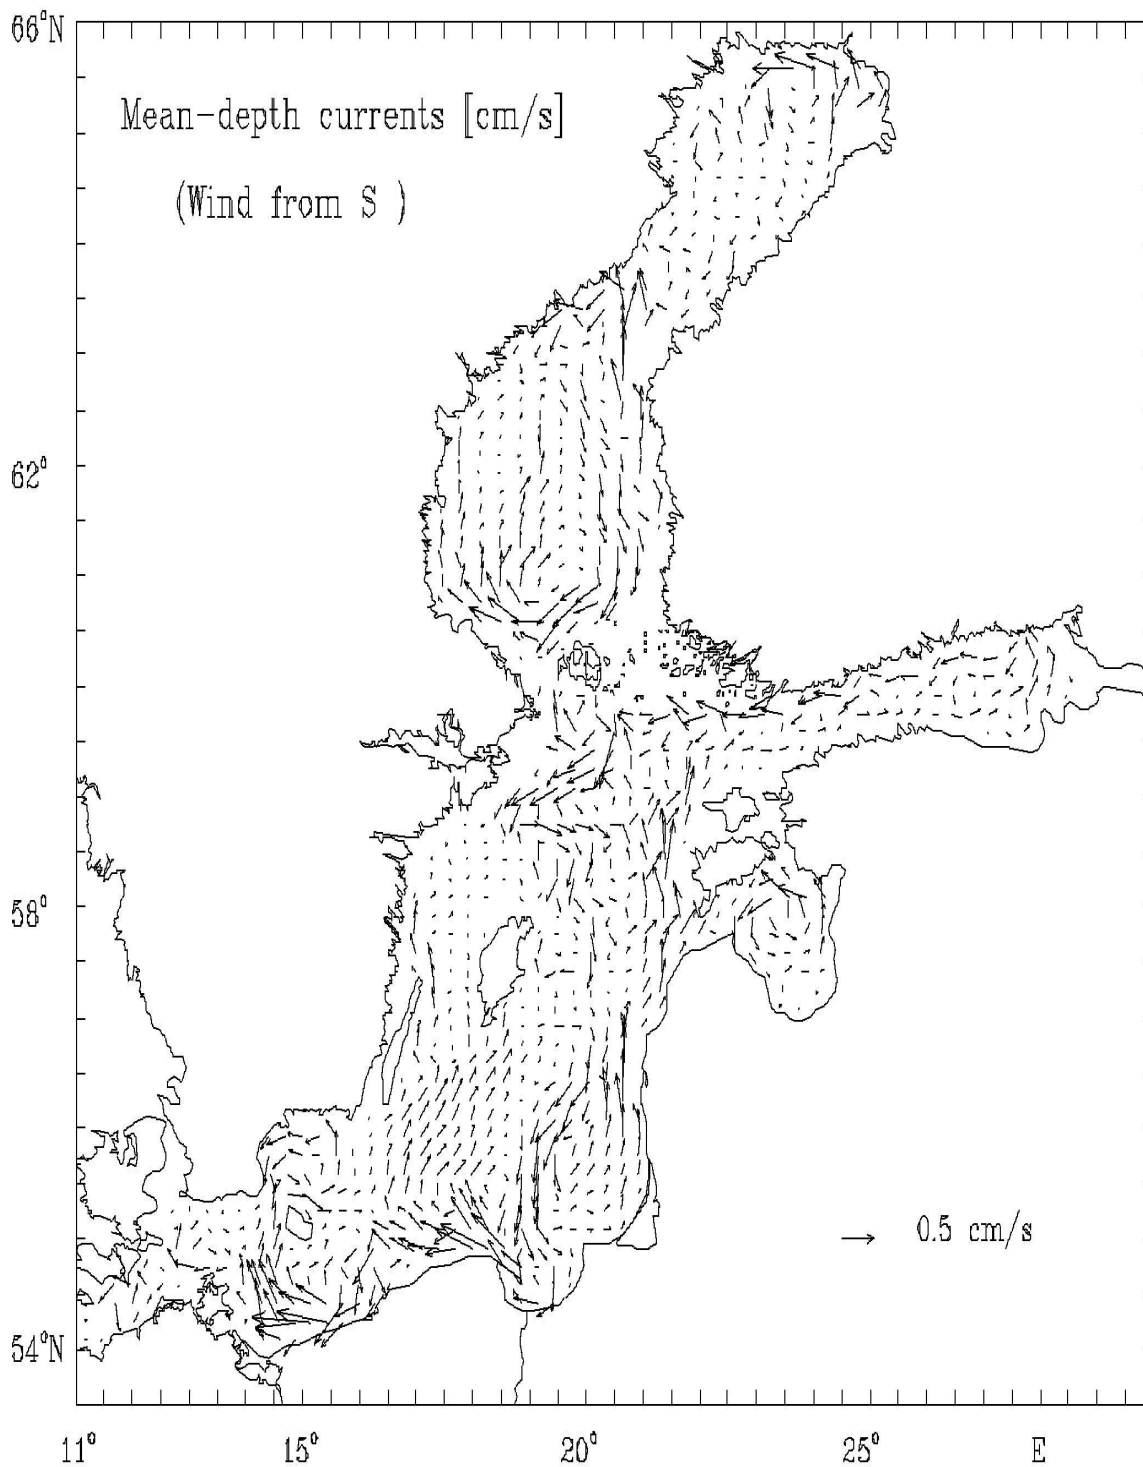 66°N
Mean-depth currents [cm/s]
(Wind from S )
62°
58°
0.5 cm/s
54°N
11° 15° 20° 25° E